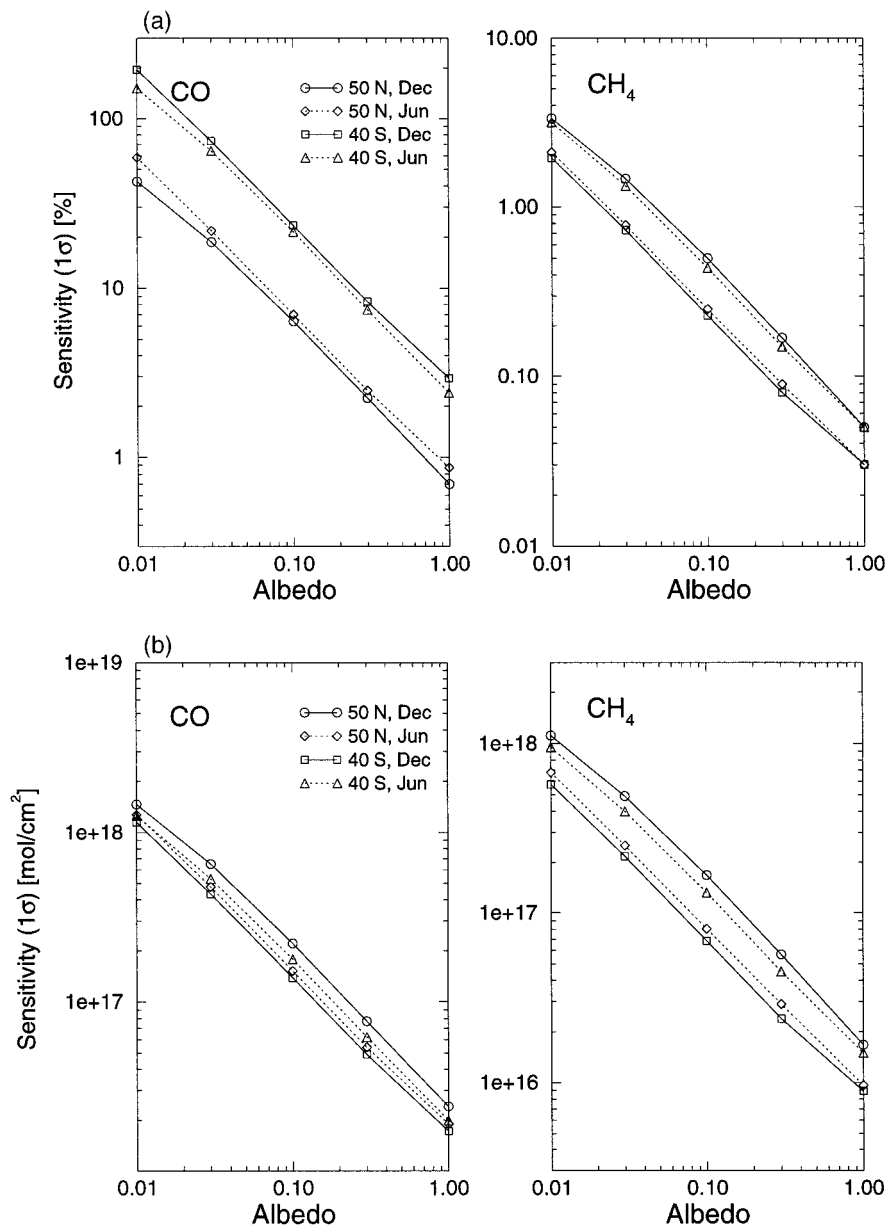 (a)
Sensitivity (1σ) [%]
CO
50 N, Dec
50 N, Jun
40 S, Dec
40 S, Jun
100
10
1
0.01 0.10 1.00
Albedo
CH4
10.00
1.00
0.10
0.01
0.01 0.10 1.00
Albedo
(b)
Sensitivity (1σ) [mol/cm²]
CO
50 N, Dec
50 N, Jun
40 S, Dec
40 S, Jun
1e+19
1e+18
1e+17
0.01 0.10 1.00
Albedo
CH4
1e+18
1e+17
1e+16
0.01 0.10 1.00
Albedo